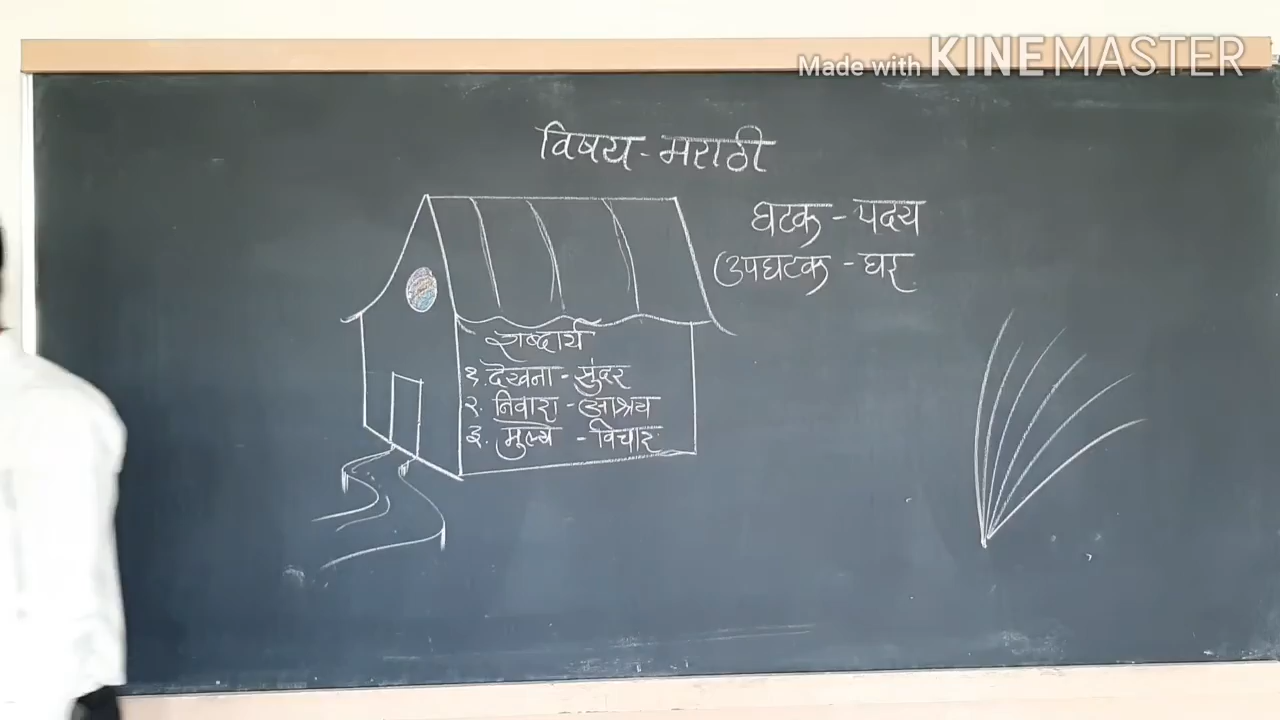 Made with KINEMASTER
विषय - मराठी
घटक - पदय
उपघटक - घर
शब्दार्थ
१. देखना - सुंदर
२. निवारा - आश्रय
३. मुल्ये - विचार